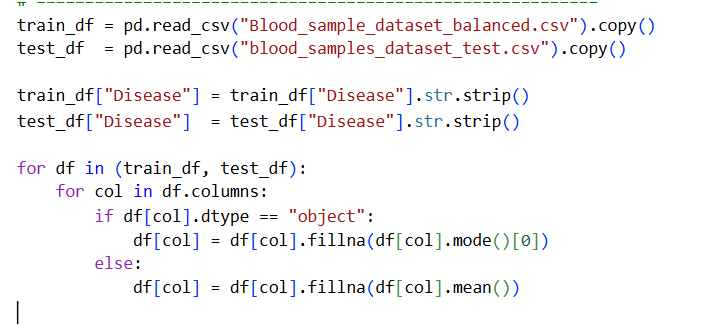 # ----------------------------------------------------------
train_df = pd.read_csv("Blood_sample_dataset_balanced.csv").copy()
test_df  = pd.read_csv("blood_samples_dataset_test.csv").copy()

train_df["Disease"] = train_df["Disease"].str.strip()
test_df["Disease"]  = test_df["Disease"].str.strip()

for df in (train_df, test_df):
    for col in df.columns:
        if df[col].dtype == "object":
            df[col] = df[col].fillna(df[col].mode()[0])
        else:
            df[col] = df[col].fillna(df[col].mean())